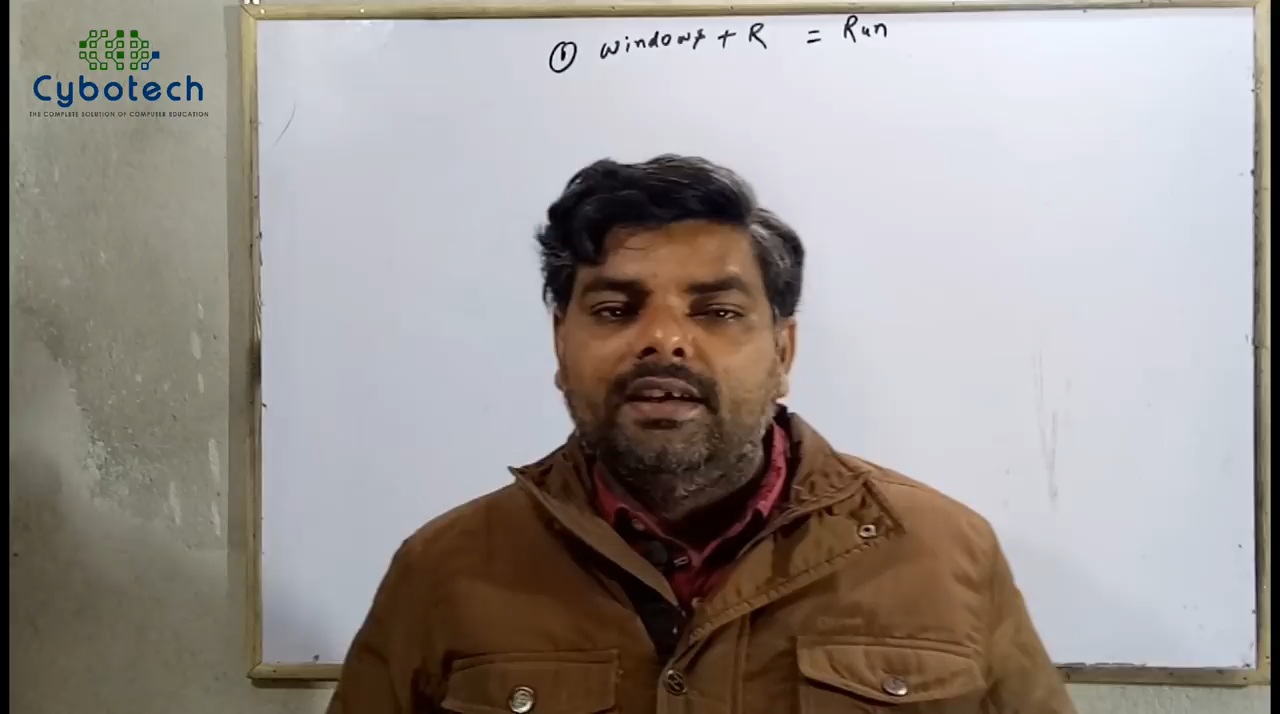 Cybotech
THE COMPLETE SOLUTION OF COMPUTER EDUCATION
① Windows + R = Run